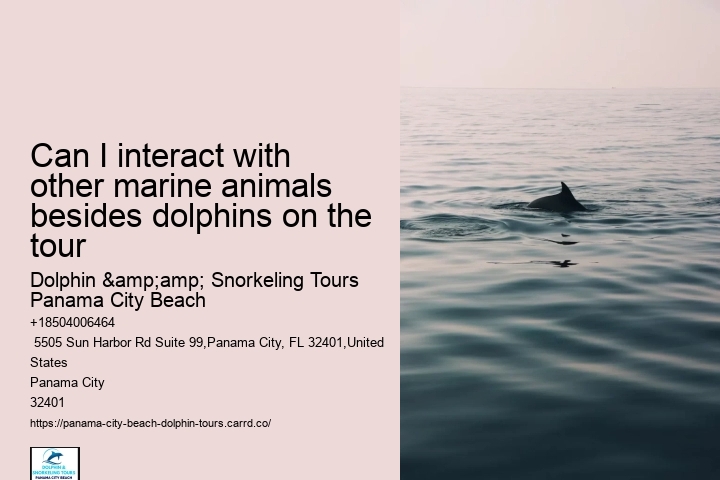 Can I interact with
other marine animals
besides dolphins on the
tour
Dolphin &amp;amp; Snorkeling Tours
Panama City Beach
+18504006464
5505 Sun Harbor Rd Suite 99,Panama City, FL 32401,United
States
Panama City
32401
https://panama-city-beach-dolphin-tours.carrd.co/
DOLPHIN &
SNORKELING TOURS
PANAMA CITY BEACH